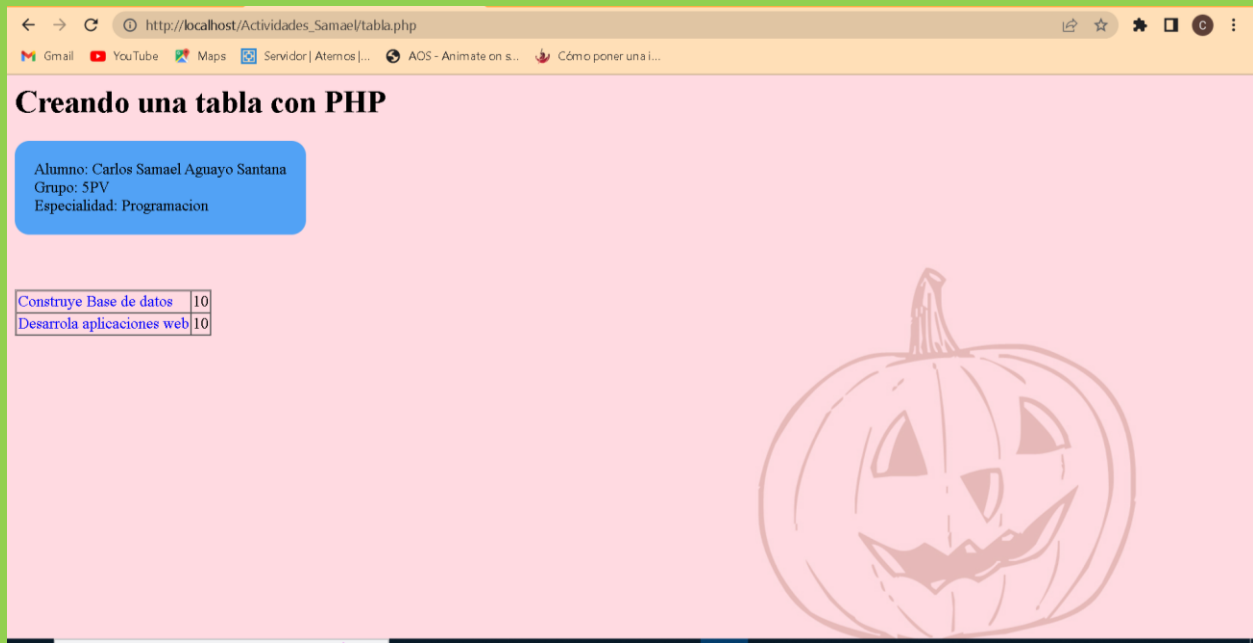 http://localhost/Actividades_Samael/tabla.php
C
Gmail YouTube Maps Servidor | Aternos |... AOS - Animate on s... Cómo poner una i...
Creando una tabla con PHP
Alumno: Carlos Samael Aguayo Santana
Grupo: 5PV
Especialidad: Programacion
Construye Base de datos 10
Desarrola aplicaciones web 10